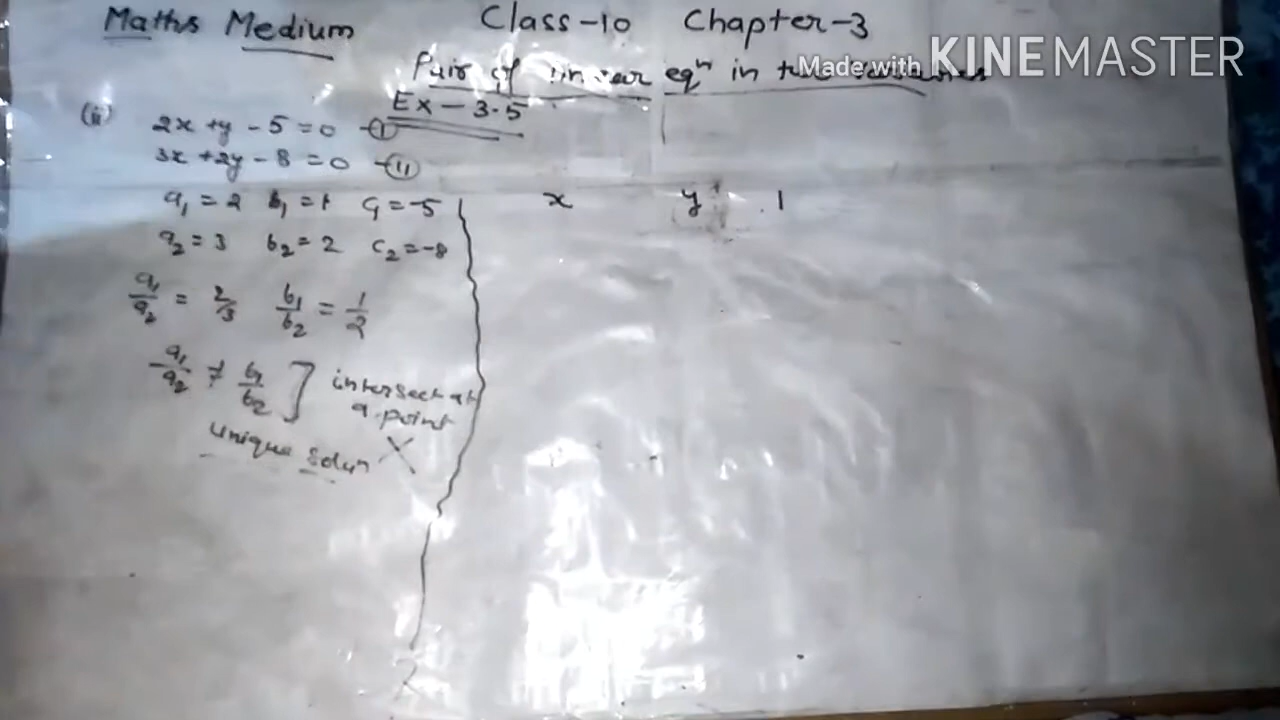 Maths Medium Class-10 Chapter-3
Made with KINEMASTER
Pair of linear eqn in two variables
Ex - 3.5
(ii) 2x + y - 5 = 0 - (I)
3x + 2y - 8 = 0 - (II)
a₁ = 2 b₁ = 1 c₁ = -5
a₂ = 3 b₂ = 2 c₂ = -8
a₁/a₂ = 2/3 b₁/b₂ = 1/2
a₁/a₂ ≠ b₁/b₂ ] intersect at
a point
unique soln
x y 1